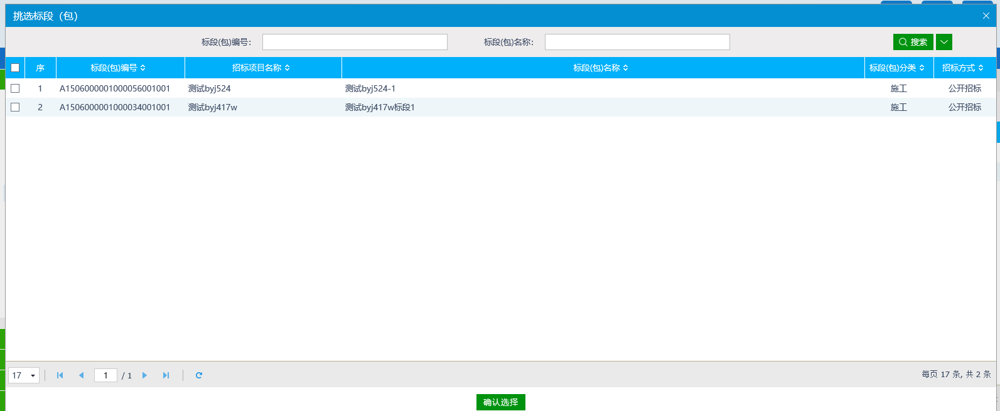 挑选标段（包）
标段(包)编号： 标段(包)名称： 搜索
序 标段(包)编号 招标项目名称 标段(包)名称 标段(包)分类 招标方式
1 A1506000001000056001001 测试byj524 测试byj524-1 施工 公开招标
2 A1506000001000034001001 测试byj417w 测试byj417w标段1 施工 公开招标
17 1 / 1 每页 17 条, 共 2 条
确认选择